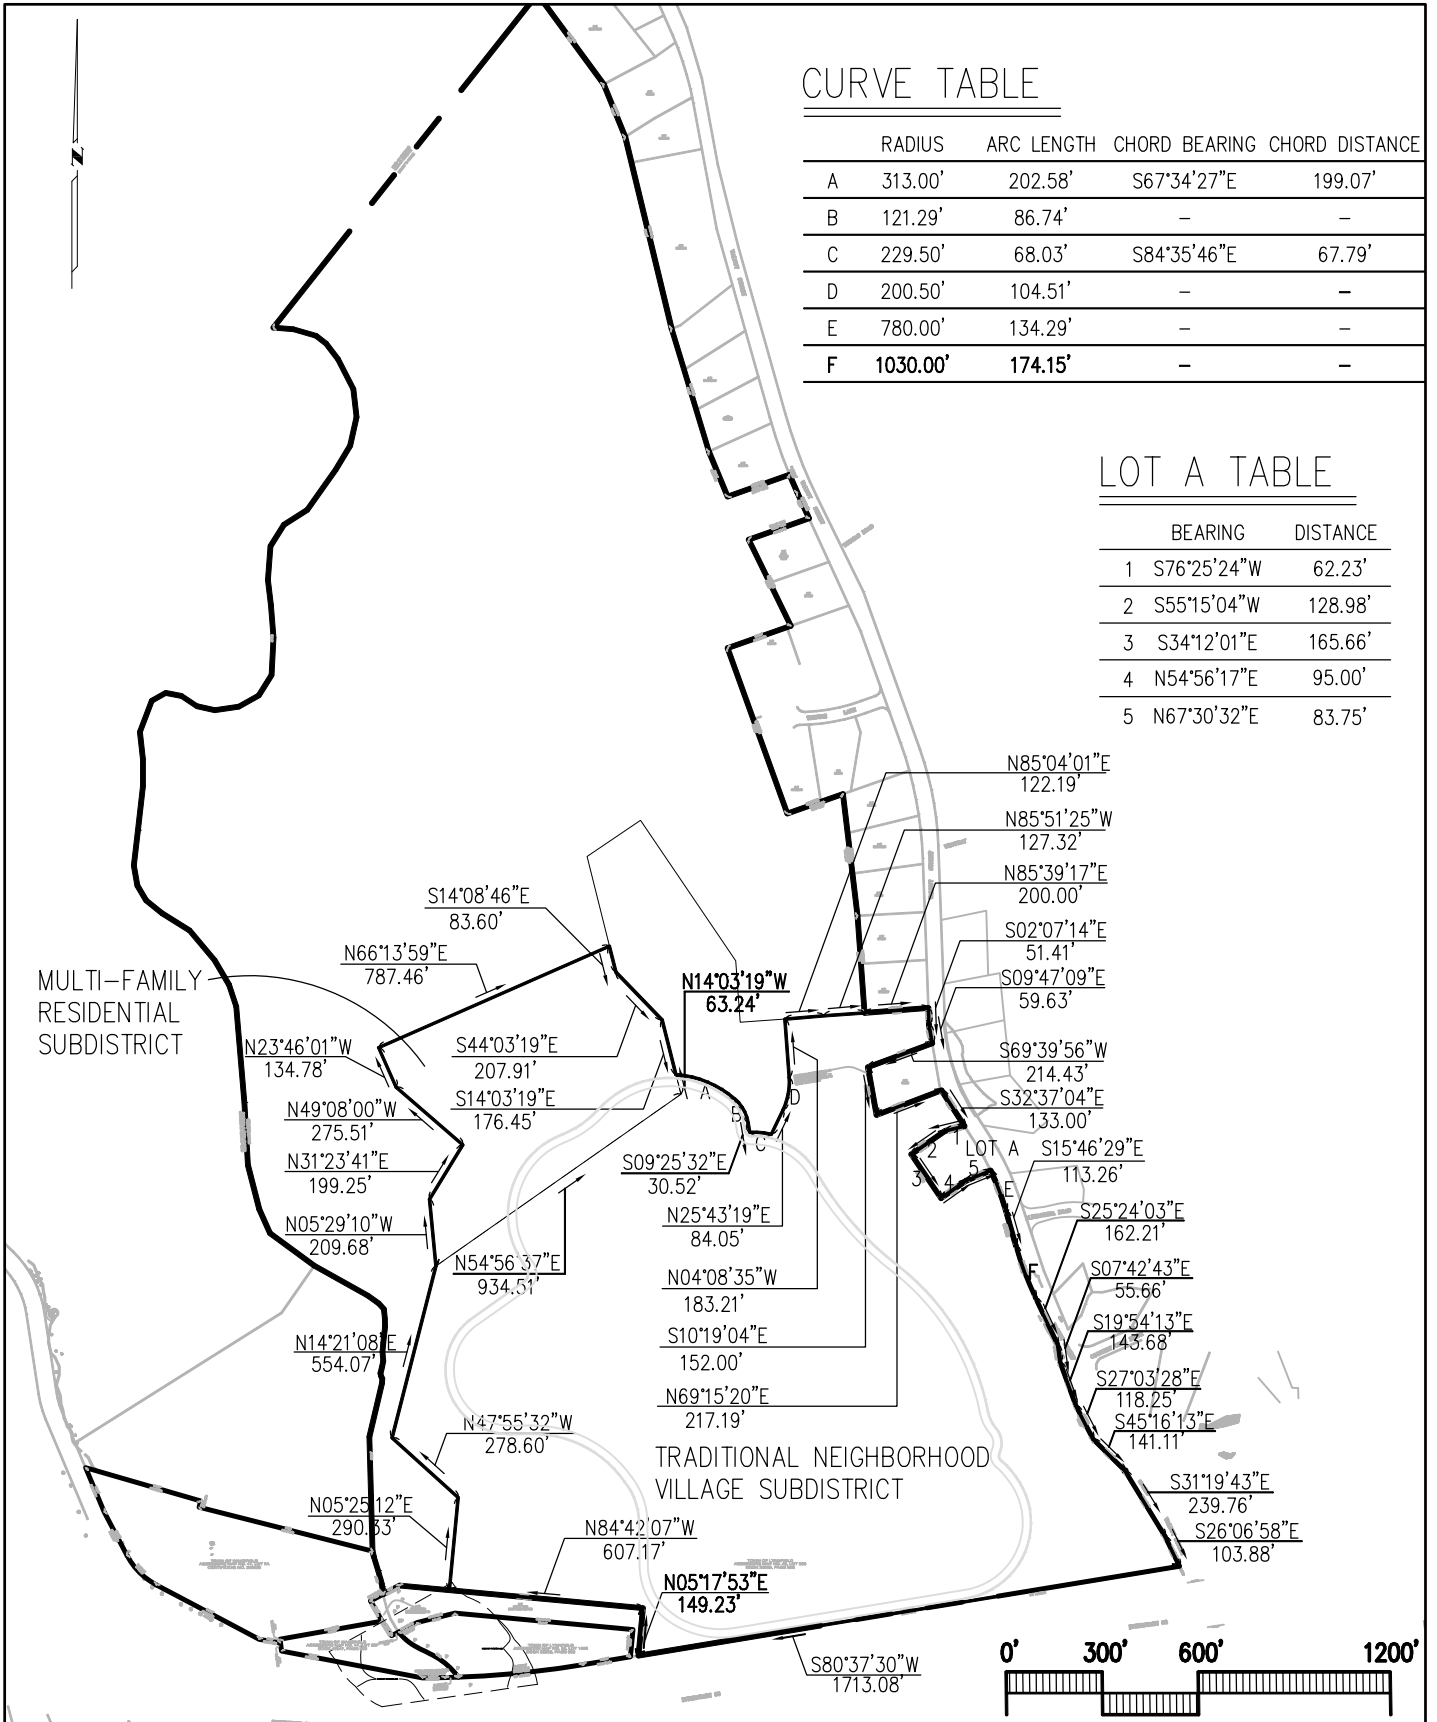 CURVE TABLE
RADIUS ARC LENGTH CHORD BEARING CHORD DISTANCE
A 313.00' 202.58' S67°34'27"E 199.07'
B 121.29' 86.74' – –
C 229.50' 68.03' S84°35'46"E 67.79'
D 200.50' 104.51' – –
E 780.00' 134.29' – –
F 1030.00' 174.15' – –
LOT A TABLE
BEARING DISTANCE
1 S76°25'24"W 62.23'
2 S55°15'04"W 128.98'
3 S34°12'01"E 165.66'
4 N54°56'17"E 95.00'
5 N67°30'32"E 83.75'
Z
N85°04'01"E
122.19'
N85°51'25"W
127.32'
N85°39'17"E
200.00'
S02°07'14"E
51.41'
S09°47'09"E
59.63'
S69°39'56"W
214.43'
S32°37'04"E
133.00'
S15°46'29"E
113.26'
S25°24'03"E
162.21'
S07°42'43"E
55.66'
S19°54'13"E
143.68'
S27°03'28"E
118.25'
S45°16'13"E
141.11'
S31°19'43"E
239.76'
S26°06'58"E
103.88'
S14°08'46"E
83.60'
N66°13'59"E
787.46'
MULTI–FAMILY
RESIDENTIAL
SUBDISTRICT
N14°03'19"W
63.24'
N23°46'01"W
134.78'
S44°03'19"E
207.91'
N49°08'00"W
275.51'
S14°03'19"E
176.45'
N31°23'41"E
199.25'
S09°25'32"E
30.52'
N05°29'10"W
209.68'
N25°43'19"E
84.05'
N54°56'37"E
934.51'
N04°08'35"W
183.21'
N14°21'08"E
554.07'
S10°19'04"E
152.00'
N69°15'20"E
217.19'
N47°55'32"W
278.60'
A
B
C
D
1
2
LOT A
3
4
5
E
F
TRADITIONAL NEIGHBORHOOD
VILLAGE SUBDISTRICT
N05°25'12"E
290.33'
N84°42'07"W
607.17'
N05°17'53"E
149.23'
S80°37'30"W
1713.08'
0' 300' 600' 1200'